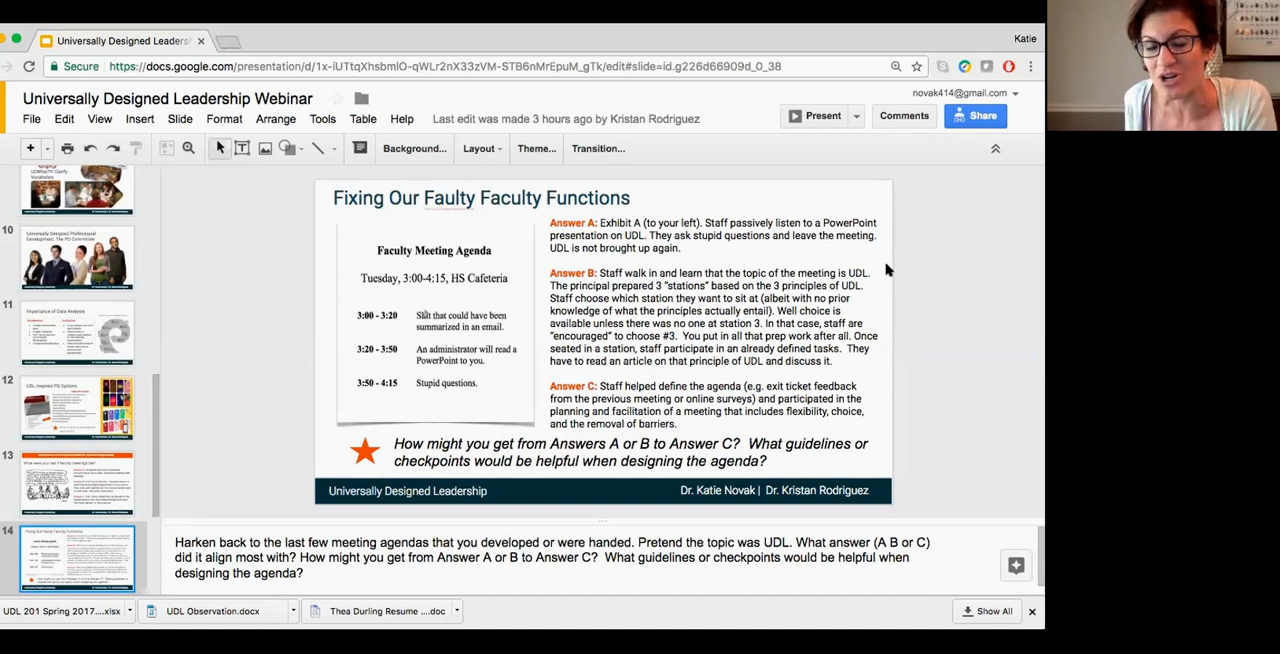 Universally Designed Leadersh
Katie
Secure
https://docs.google.com/presentation/d/1x-iUTtqXhsbmlO-qWLr2nX33zVM-STB6nMrEpuM_gTk/edit#slide=id.g226d66909d_0_38
Universally Designed Leadership Webinar
novak414@gmail.com
File Edit View Insert Slide Format Arrange Tools Table Help
Last edit was made 3 hours ago by Kristan Rodriguez
Present
Comments
Share
Background...
Layout
Theme...
Transition...
10
11
12
13
14
Fixing Our Faulty Faculty Functions
Faculty Meeting Agenda
Tuesday, 3:00-4:15, HS Cafeteria
3:00 - 3:20 Stuff that could have been
summarized in an email.
3:20 - 3:50 An administrator will read a
PowerPoint to you.
3:50 - 4:15 Stupid questions.
Answer A: Exhibit A (to your left). Staff passively listen to a PowerPoint
presentation on UDL. They ask stupid questions and leave the meeting.
UDL is not brought up again.
Answer B: Staff walk in and learn that the topic of the meeting is UDL.
The principal prepared 3 "stations" based on the 3 principles of UDL.
Staff choose which station they want to sit at (albeit with no prior
knowledge of what the principles actually entail). Well choice is
available unless there was no one at station 3. In that case, staff are
"encouraged" to choose #3. You put in all that work after all. Once
seated in a station, staff participate in the pre-defined tasks. They
have to read an article on that principle of UDL and discuss it.
Answer C: Staff helped define the agenda (e.g. exit ticket feedback
from the previous meeting or online surveys) and participated in the
planning and facilitation of a meeting that includes flexibility, choice,
and the removal of barriers.
How might you get from Answers A or B to Answer C? What guidelines or
checkpoints would be helpful when designing the agenda?
Universally Designed Leadership
Dr. Katie Novak | Dr. Kristan Rodriguez
Harken back to the last few meeting agendas that you designed or were handed. Pretend the topic was UDL. What answer (A B or C)
did it align most with? How might you get from Answers A or B to Answer C? What guidelines or checkpoints would be helpful when
designing the agenda?
UDL 201 Spring 2017....xlsx
UDL Observation.docx
Thea Durling Resume ....doc
Show All